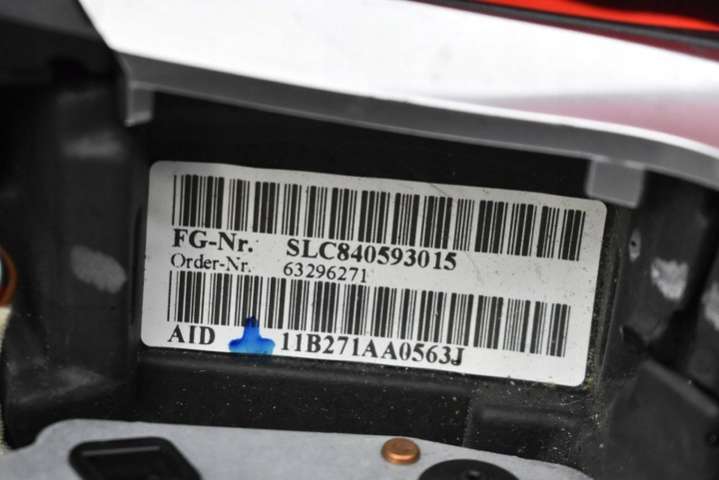 FG-Nr. SLC840593015
Order-Nr. 63296271
AID 11B271AA0563J